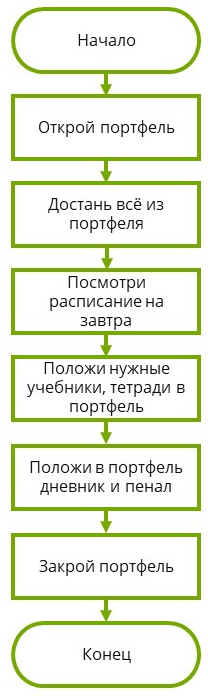 Начало
Открой портфель
Достань всё из
портфеля
Посмотри
расписание на
завтра
Положи нужные
учебники, тетради в
портфель
Положи в портфель
дневник и пенал
Закрой портфель
Конец